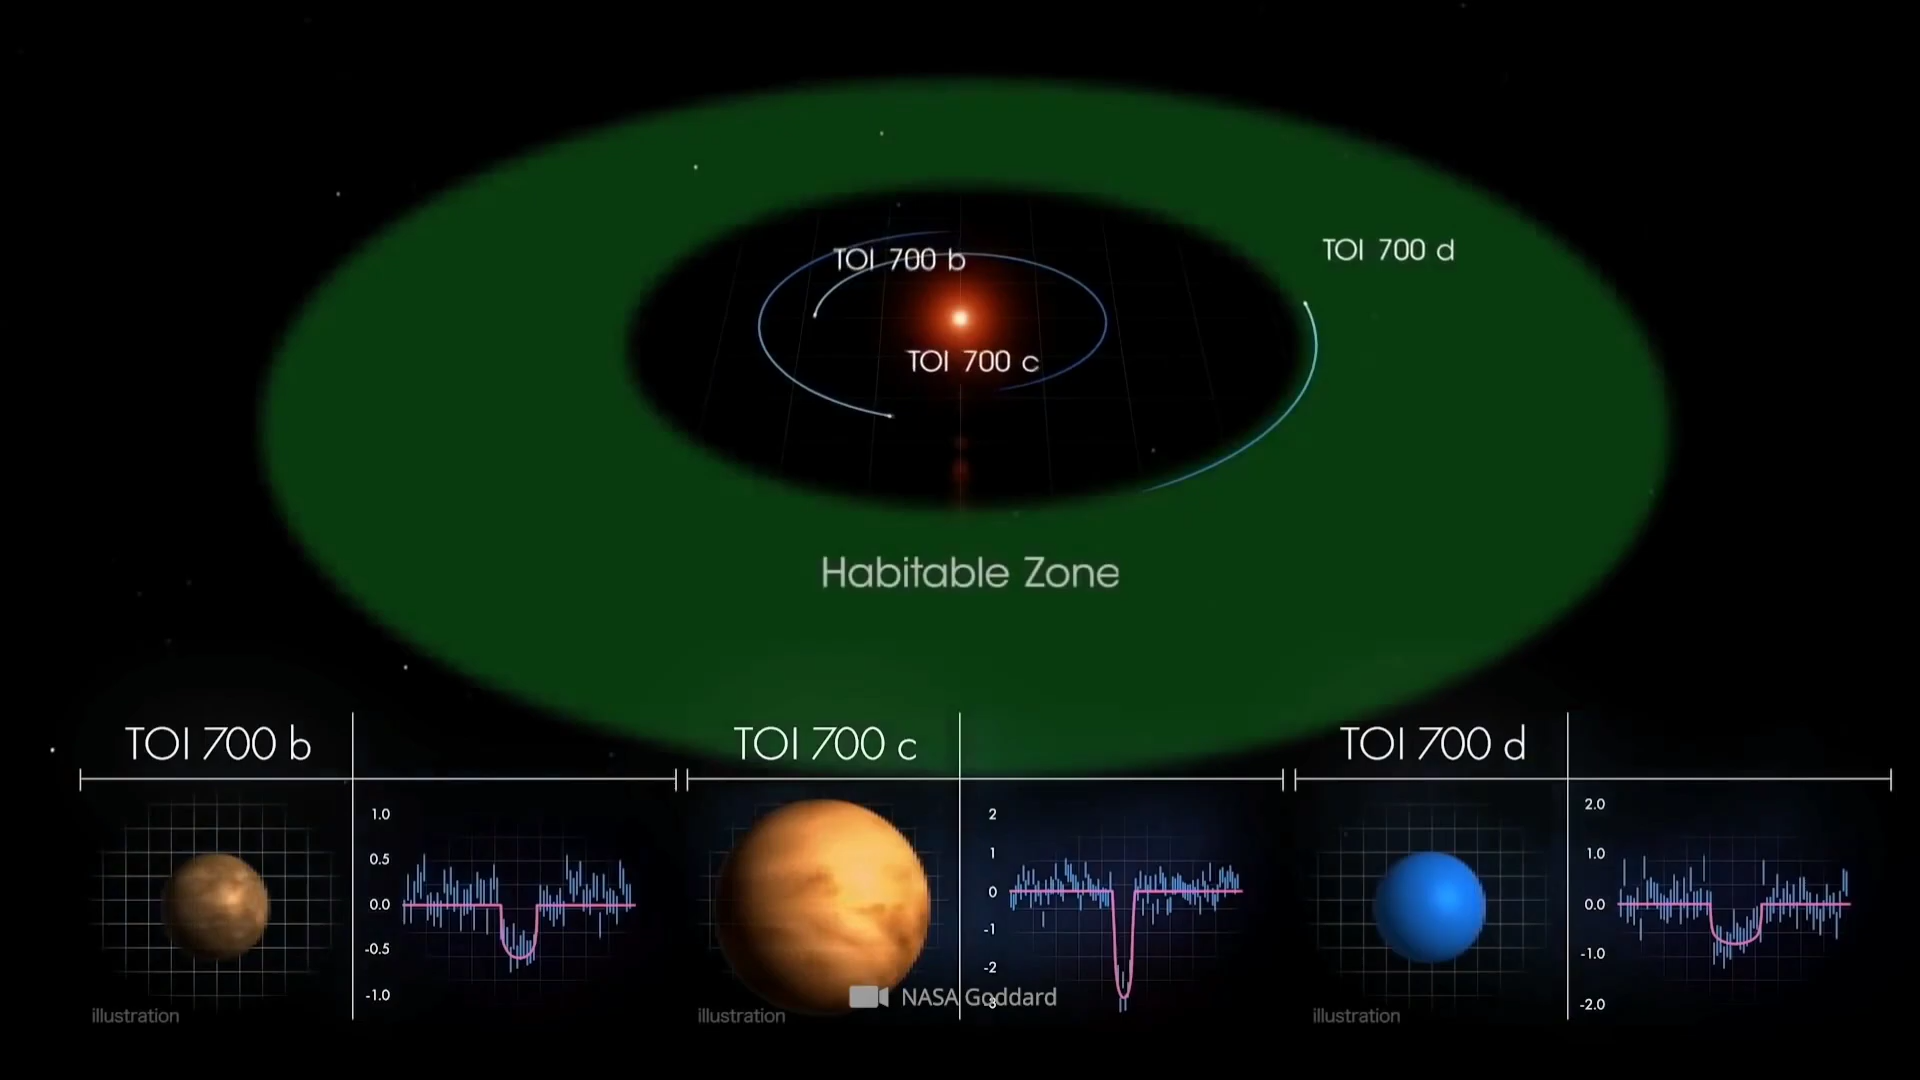 TOI 700 b
TOI 700 d
TOI 700 c
Habitable Zone
TOI 700 b
TOI 700 c
TOI 700 d
1.0
0.5
0.0
-0.5
-1.0
illustration
2
1
0
-1
-2
-3
illustration
NASA Goddard
2.0
1.0
0.0
-1.0
-2.0
illustration